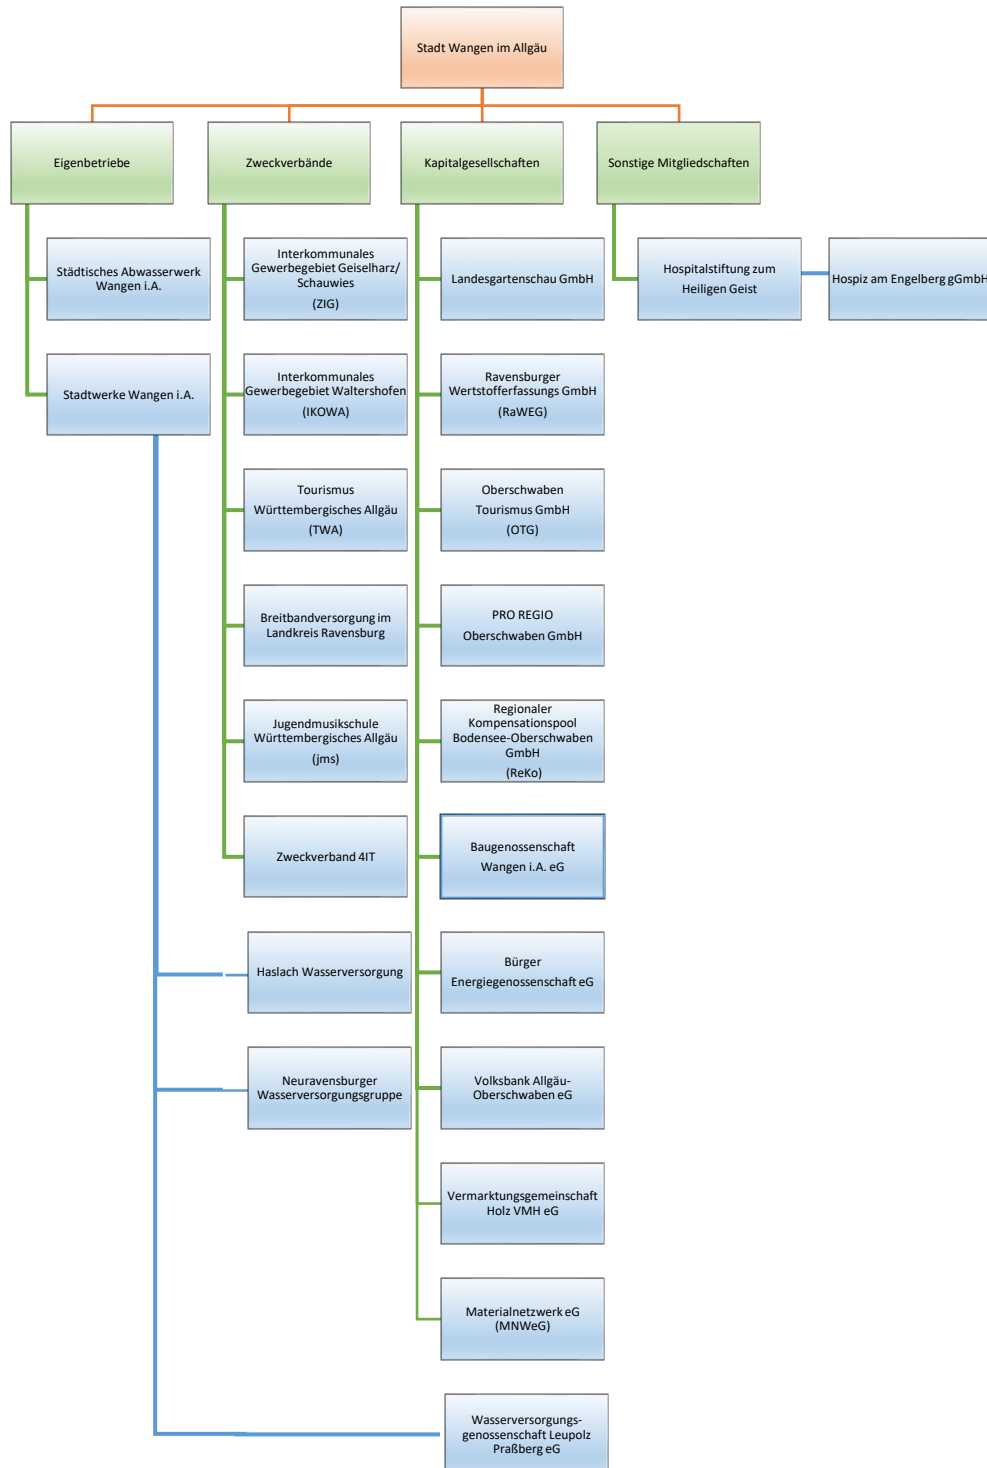 Stadt Wangen im Allgäu
Eigenbetriebe
Zweckverbände
Kapitalgesellschaften
Sonstige Mitgliedschaften
Städtisches Abwasserwerk
Wangen i.A.
Interkommunales
Gewerbegebiet Geiselharz/
Schauwies
(ZIG)
Landesgartenschau GmbH
Hospitalstiftung zum
Heiligen Geist
Hospiz am Engelberg gGmbH
Stadtwerke Wangen i.A.
Interkommunales
Gewerbegebiet Waltershofen
(IKOWA)
Ravensburger
Wertstofferfassungs GmbH
(RaWEG)
Tourismus
Württembergisches Allgäu
(TWA)
Oberschwaben
Tourismus GmbH
(OTG)
Breitbandversorgung im
Landkreis Ravensburg
PRO REGIO
Oberschwaben GmbH
Jugendmusikschule
Württembergisches Allgäu
(jms)
Regionaler
Kompensationspool
Bodensee-Oberschwaben
GmbH
(ReKo)
Zweckverband 4IT
Baugenossenschaft
Wangen i.A. eG
Haslach Wasserversorgung
Bürger
Energiegenossenschaft eG
Neuravensburger
Wasserversorgungsgruppe
Volksbank Allgäu-
Oberschwaben eG
Vermarktungsgemeinschaft
Holz VMH eG
Materialnetzwerk eG
(MNWeG)
Wasserversorgungs-
genossenschaft Leupolz
Praßberg eG